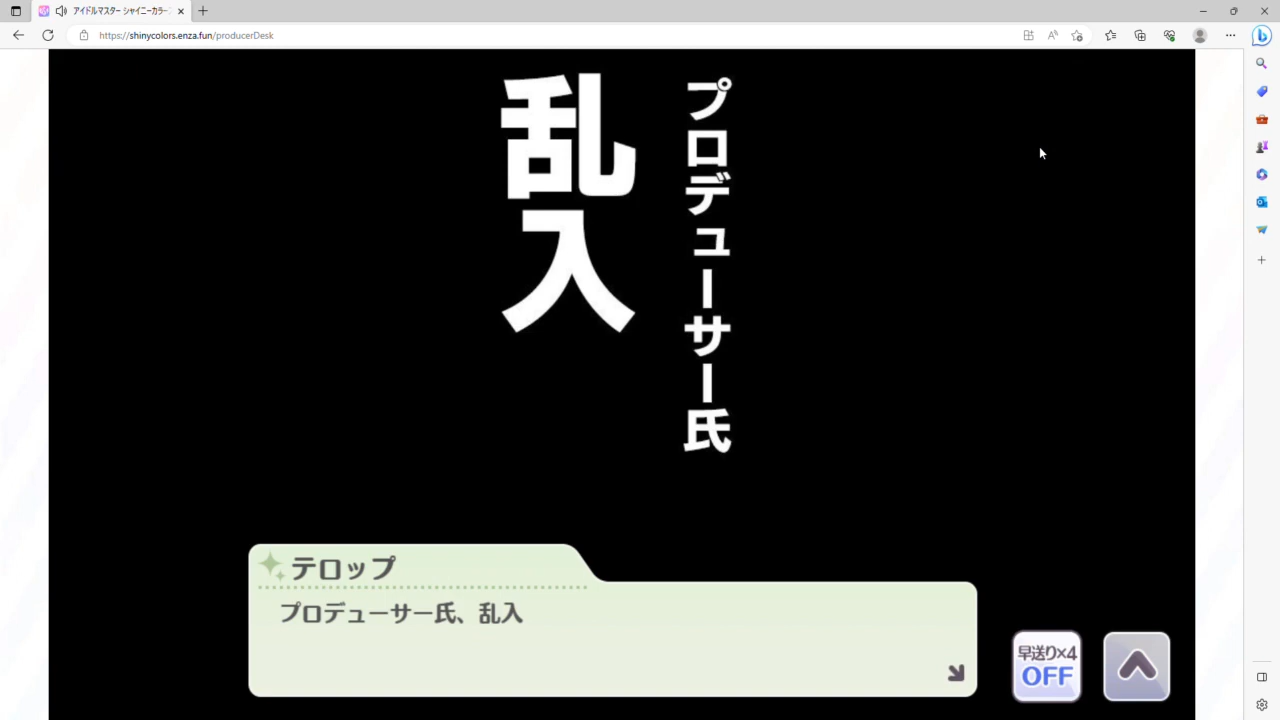 アイドルマスター シャイニーカラーズ
https://shinycolors.enza.fun/producerDesk
プロデューサー氏
乱入
テロップ
プロデューサー氏、乱入
早送り×4
OFF